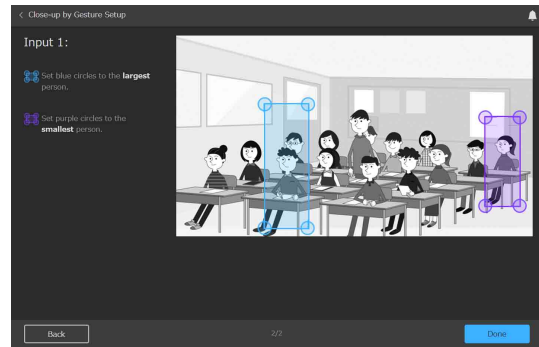 < Close-up by Gesture Setup
Input 1:
Set blue circles to the largest
person.
Set purple circles to the
smallest person.
Back
2/2
Done